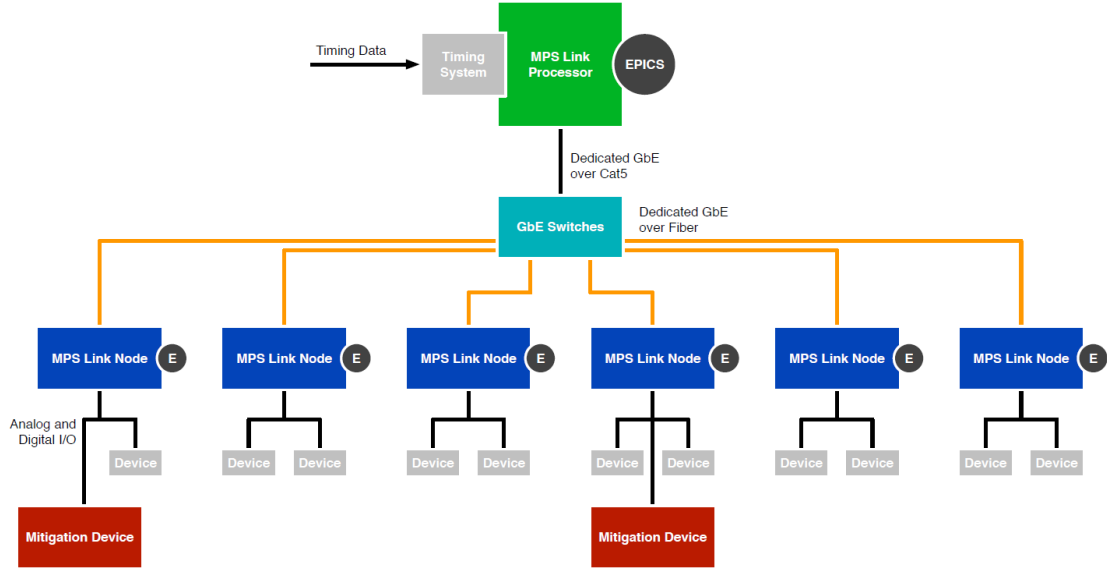 Timing Data
Timing
System
MPS Link
Processor
EPICS
Dedicated GbE
over Cat5
GbE Switches
Dedicated GbE
over Fiber
MPS Link Node
E
MPS Link Node
E
MPS Link Node
E
MPS Link Node
E
MPS Link Node
E
MPS Link Node
E
Analog and
Digital I/O
Device
Device
Device
Device
Device
Device
Device
Device
Device
Device
Device
Mitigation Device
Mitigation Device